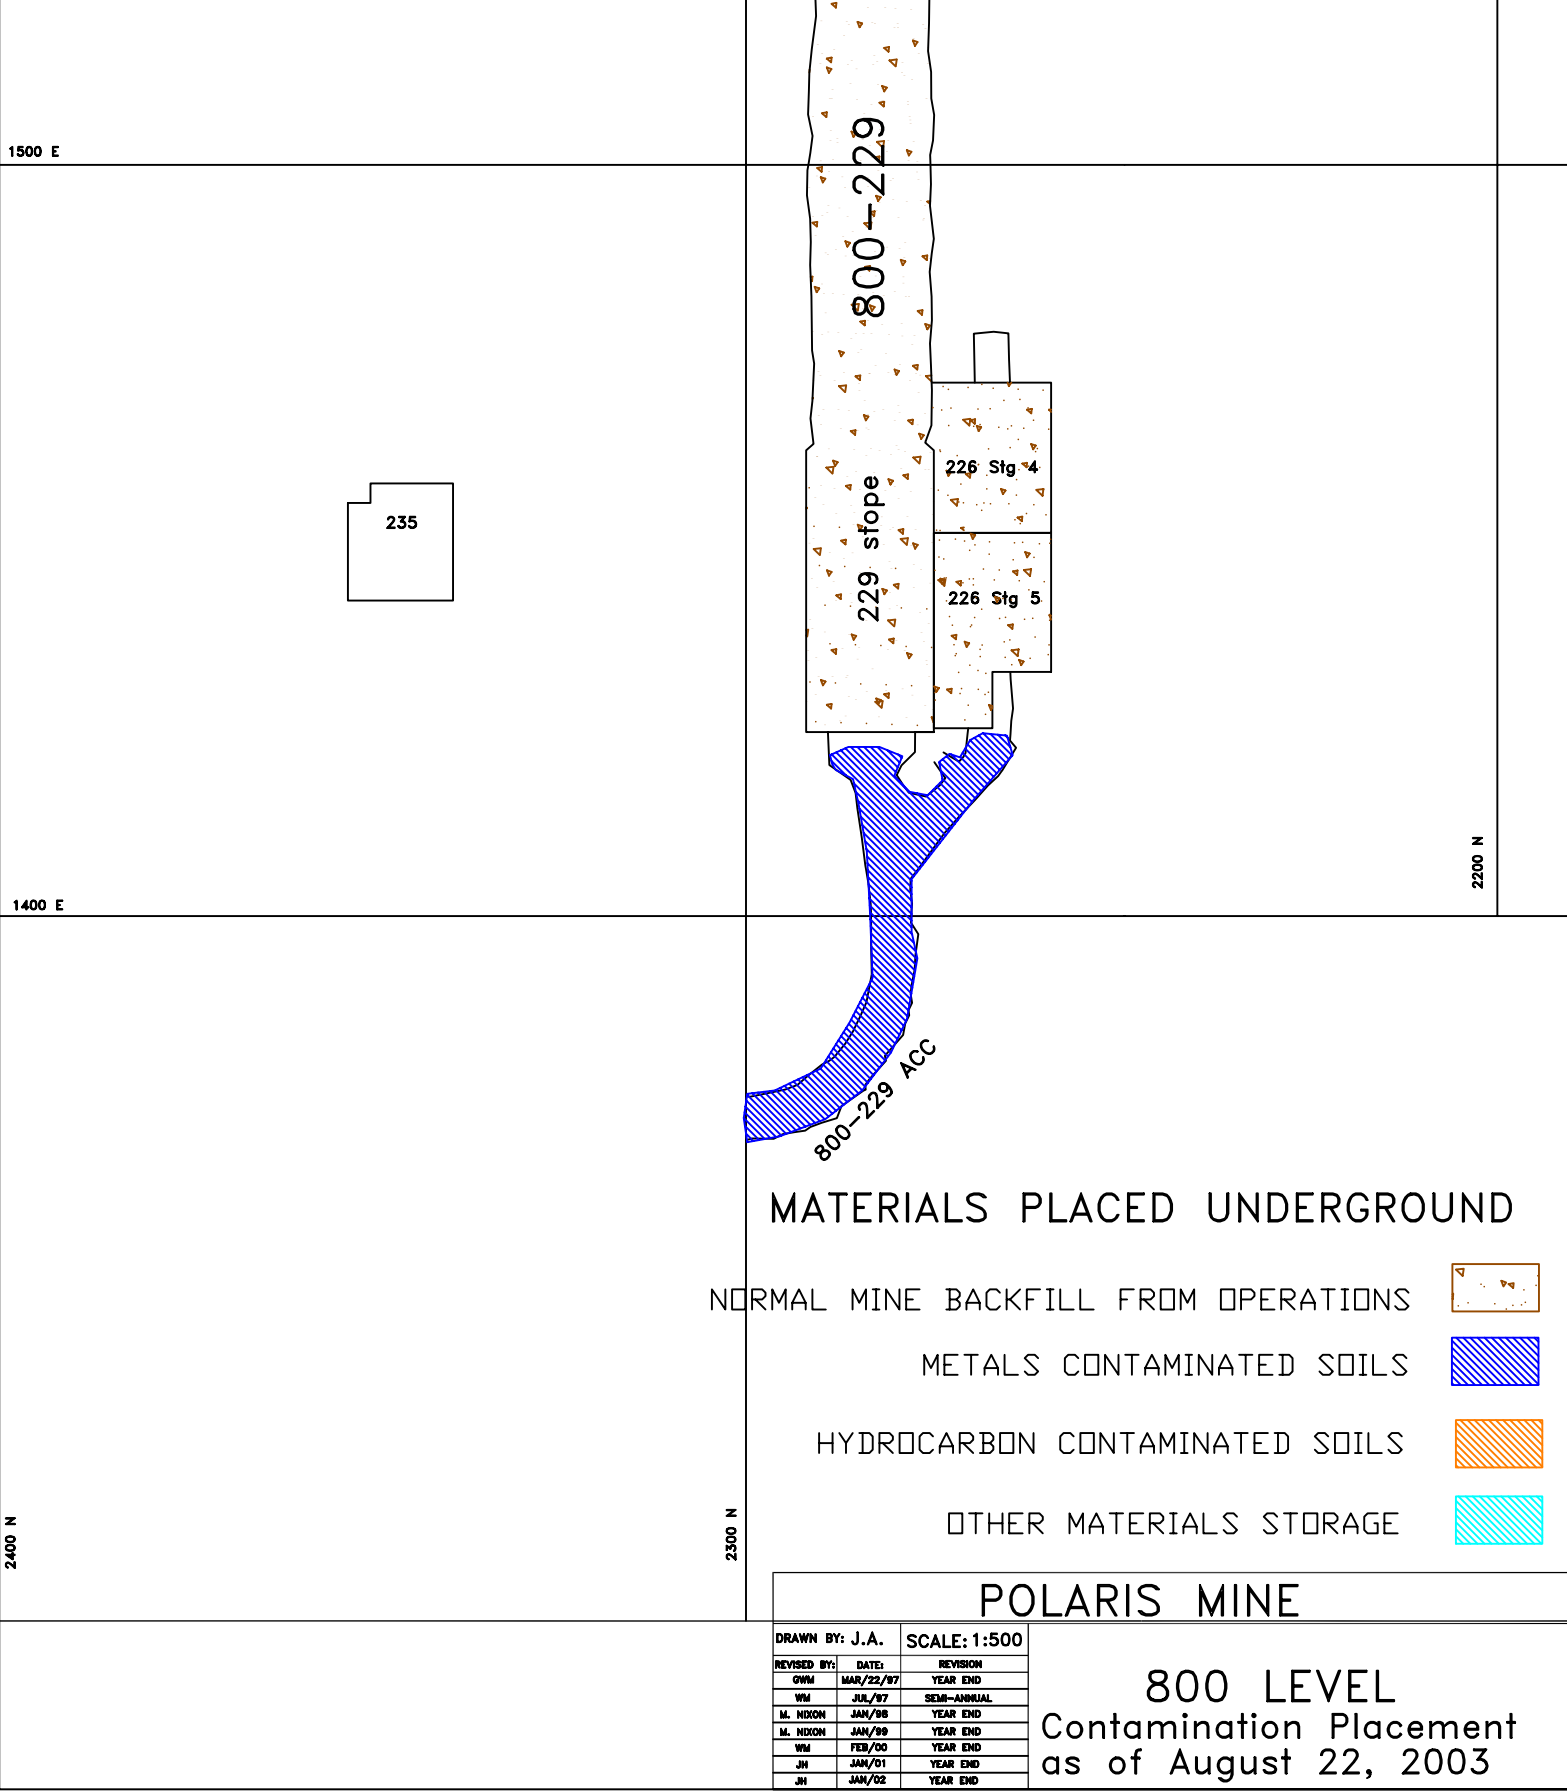 1500 E
800-229
226 Stg 4
235
229 stope
226 Stg 5
2200 N
1400 E
800-229 ACC
MATERIALS PLACED UNDERGROUND
NORMAL MINE BACKFILL FROM OPERATIONS
METALS CONTAMINATED SOILS
HYDROCARBON CONTAMINATED SOILS
OTHER MATERIALS STORAGE
2400 N
2300 N
POLARIS MINE
DRAWN BY: J.A. SCALE: 1:500
REVISED BY: DATE: REVISION
GWM MAR/22/97 YEAR END
WM JUL/97 SEMI-ANNUAL
M. NIXON JAN/98 YEAR END
M. NIXON JAN/99 YEAR END
WM FEB/00 YEAR END
JH JAN/01 YEAR END
JH JAN/02 YEAR END
800 LEVEL
Contamination Placement
as of August 22, 2003